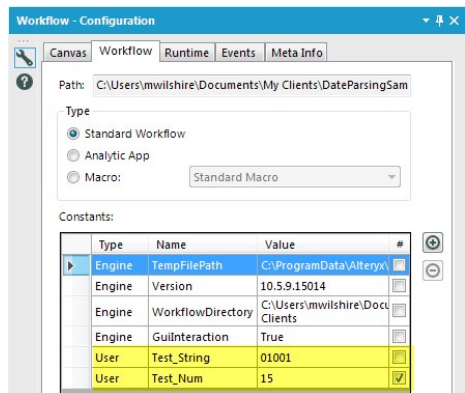 Workflow - Configuration
Canvas Workflow Runtime Events Meta Info
Path: C:\Users\mwilshire\Documents\My Clients\DateParsingSam
Type
Standard Workflow
Analytic App
Macro: Standard Macro
Constants:
Type Name Value #
Engine TempFilePath C:\ProgramData\Alteryx\
Engine Version 10.5.9.15014
Engine WorkflowDirectory C:\Users\mwilshire\Docu
Clients
Engine GuiInteraction True
User Test_String 01001
User Test_Num 15